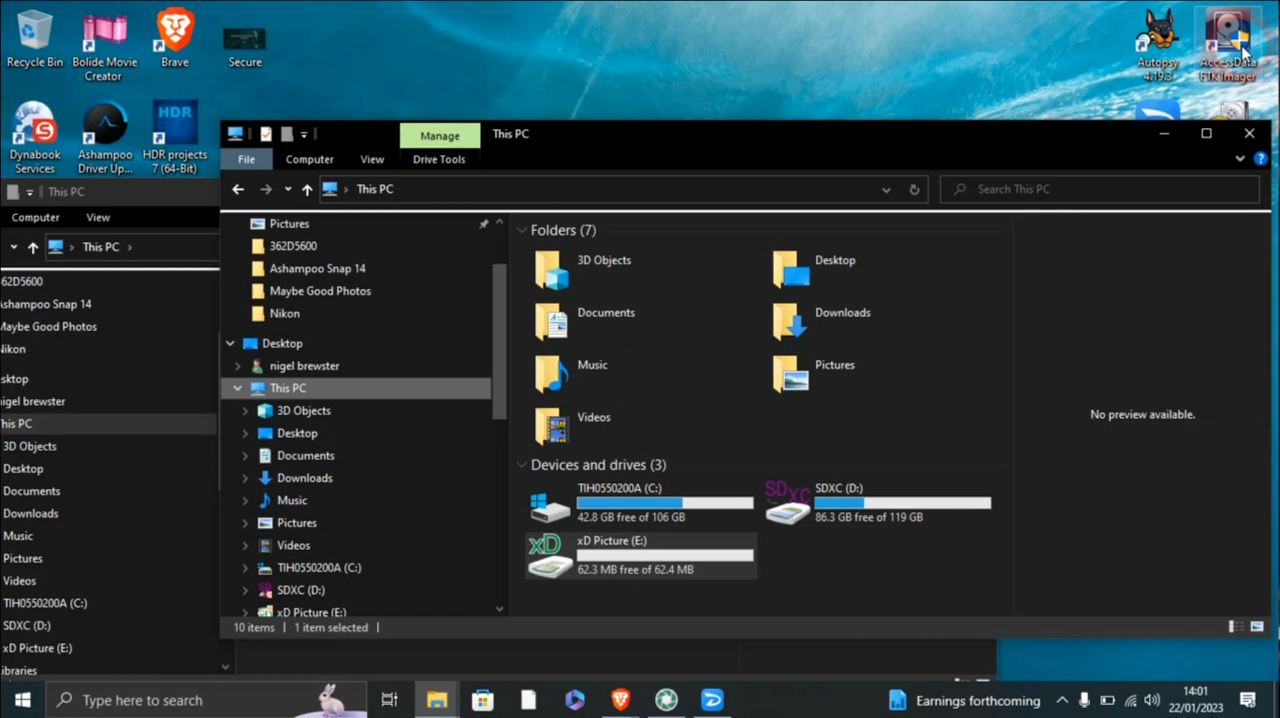 Recycle Bin
Bolide Movie Creator
Brave
Secure
Autopsy 4.19.3
AccessData FTK Imager
Dynabook Services
Ashampoo Driver Up...
HDR
HDR projects 7 (64-Bit)
This PC
Computer View
This PC
362D5600
Ashampoo Snap 14
Maybe Good Photos
Nikon
sktop
nigel brewster
his PC
3D Objects
Desktop
Documents
Downloads
Music
Pictures
Videos
TIH0550200A (C:)
SDXC (D:)
xD Picture (E:)
ibraries
Manage This PC
File Computer View Drive Tools
This PC
Search This PC
Pictures
362D5600
Ashampoo Snap 14
Maybe Good Photos
Nikon
Desktop
nigel brewster
This PC
3D Objects
Desktop
Documents
Downloads
Music
Pictures
Videos
TIH0550200A (C:)
SDXC (D:)
xD Picture (E:)
Folders (7)
3D Objects
Desktop
Documents
Downloads
Music
Pictures
Videos
Devices and drives (3)
TIH0550200A (C:)
42.8 GB free of 106 GB
SDXC
SDXC (D:)
86.3 GB free of 119 GB
xD
xD Picture (E:)
62.3 MB free of 62.4 MB
No preview available.
10 items 1 item selected
Type here to search
Earnings forthcoming
14:01
22/01/2023